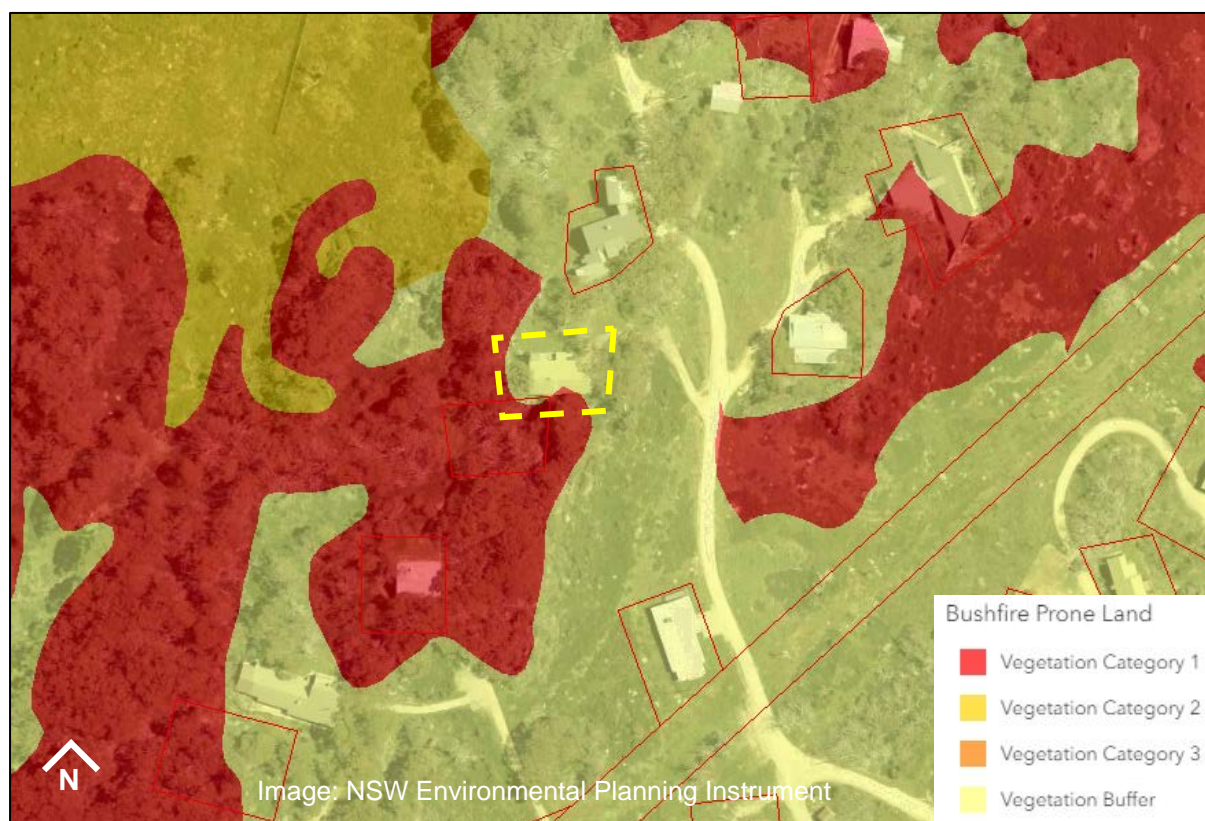 Bushfire Prone Land
Vegetation Category 1
Vegetation Category 2
Vegetation Category 3
Vegetation Buffer
N
Image: NSW Environmental Planning Instrument